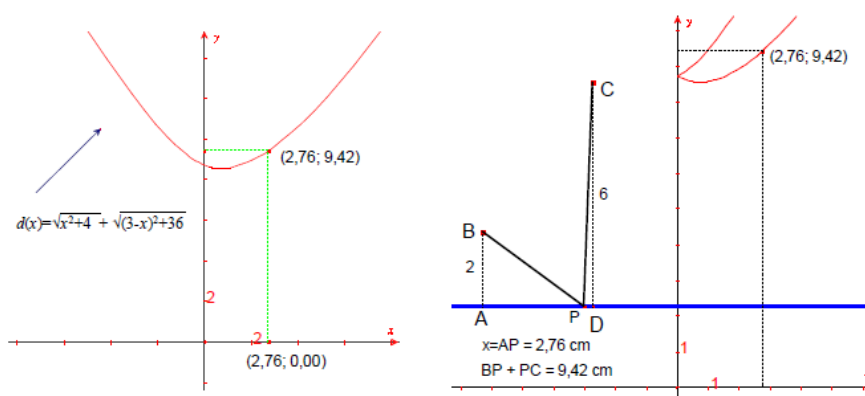 y
(2,76; 9,42)
d(x)=√x²+4 + √(3-x)²+36
2
2
x
(2,76; 0,00)
y
(2,76; 9,42)
C
6
B
2
A
P
D
x=AP = 2,76 cm
BP + PC = 9,42 cm
1
1